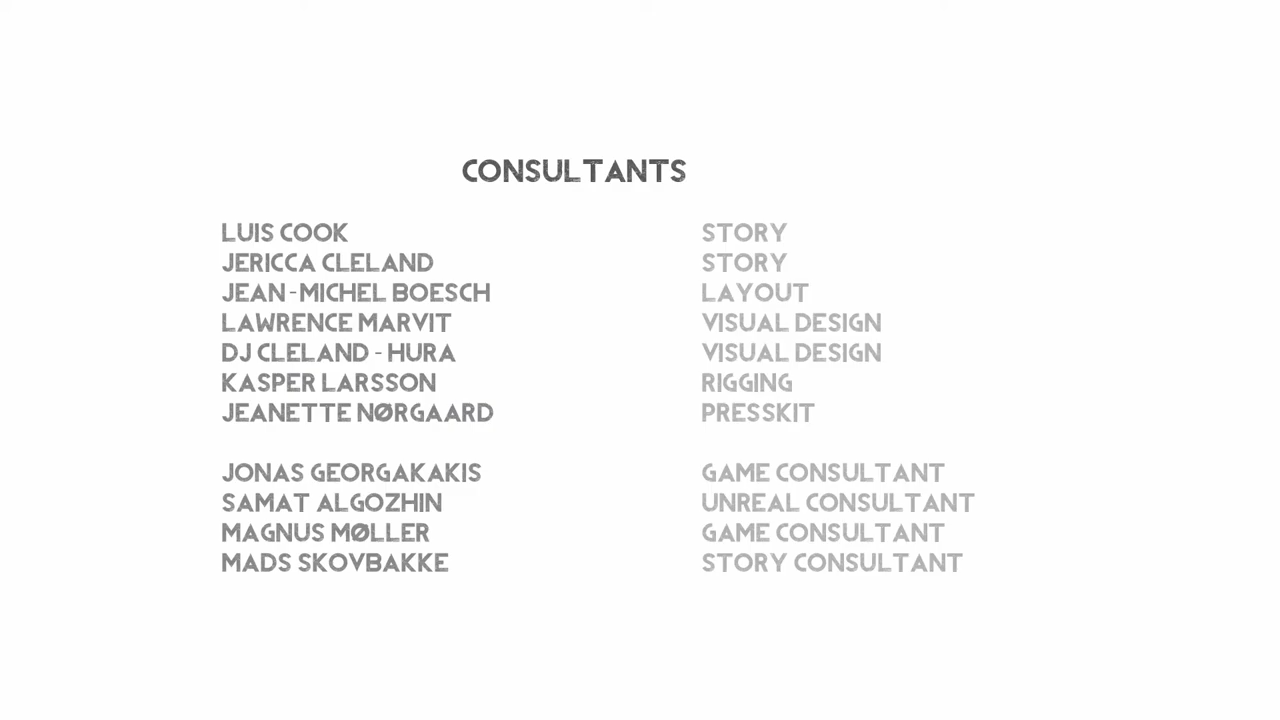 CONSULTANTS
LUIS COOK STORY
JERICCA CLELAND STORY
JEAN-MICHEL BOESCH LAYOUT
LAWRENCE MARVIT VISUAL DESIGN
DJ CLELAND - HURA VISUAL DESIGN
KASPER LARSSON RIGGING
JEANETTE NØRGAARD PRESSKIT
JONAS GEORGAKAKIS GAME CONSULTANT
SAMAT ALGOZHIN UNREAL CONSULTANT
MAGNUS MØLLER GAME CONSULTANT
MADS SKOVBAKKE STORY CONSULTANT